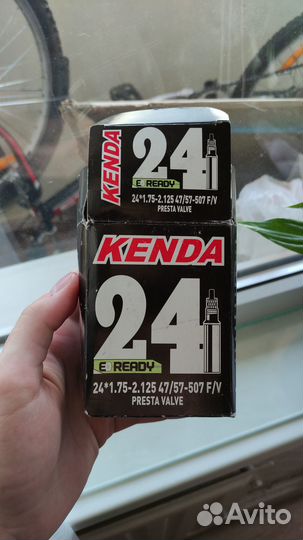 KENDA
24
E READY
24*1.75-2.125 47/57-507 F/V
PRESTA VALVE
KENDA
24
E READY
24*1.75-2.125 47/57-507 F/V
PRESTA VALVE
Avito